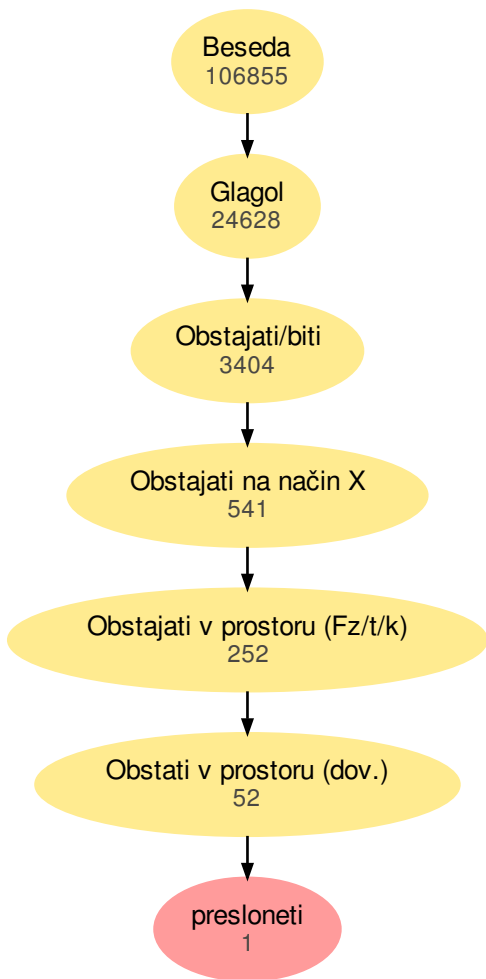 Beseda
106855
Glagol
24628
Obstajati/biti
3404
Obstajati na način X
541
Obstajati v prostoru (Fz/t/k)
252
Obstati v prostoru (dov.)
52
presloneti
1